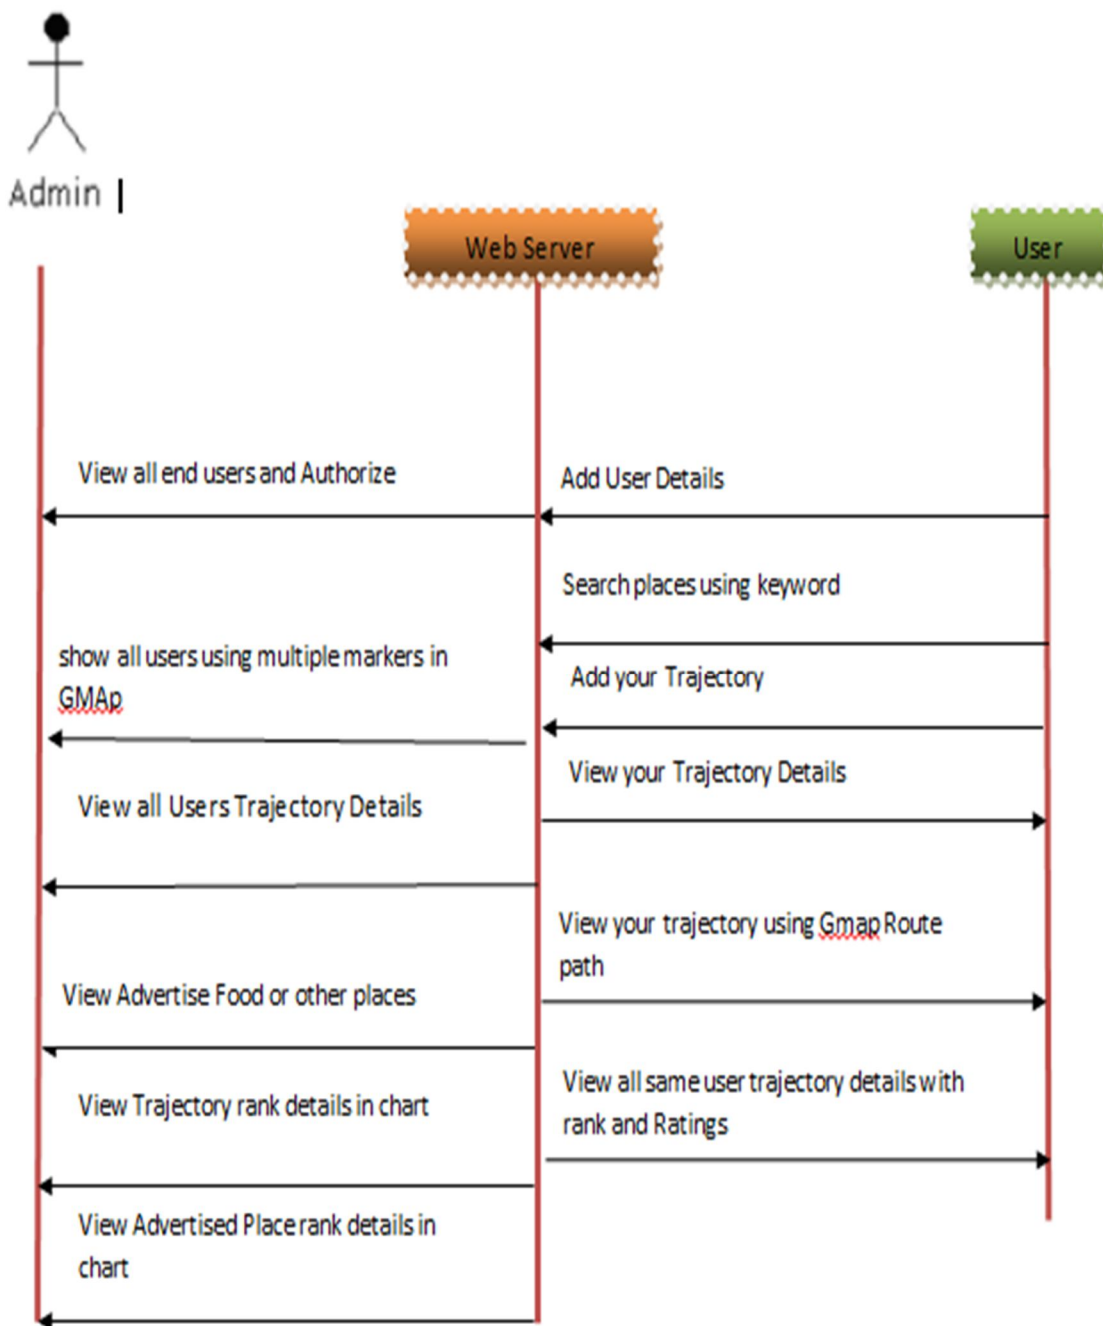 Admin
Web Server
User
View all end users and Authorize
Add User Details
Search places using keyword
show all users using multiple markers in
GMAp
Add your Trajectory
View your Trajectory Details
View all Users Trajectory Details
View your trajectory using Gmap Route
path
View Advertise Food or other places
View all same user trajectory details with
rank and Ratings
View Trajectory rank details in chart
View Advertised Place rank details in
chart